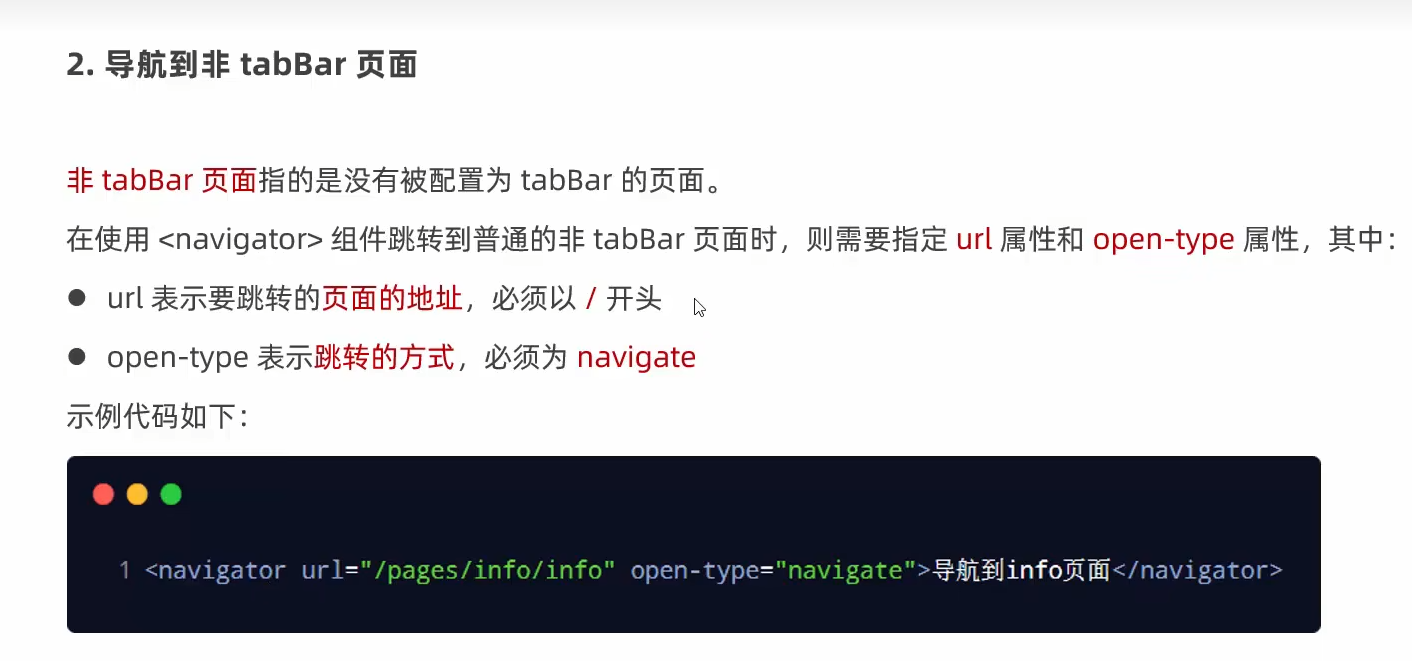 2. 导航到非 tabBar 页面
非 tabBar 页面指的是没有被配置为 tabBar 的页面。
在使用 <navigator> 组件跳转到普通的非 tabBar 页面时，则需要指定 url 属性和 open-type 属性，其中：
● url 表示要跳转的页面的地址，必须以 / 开头
● open-type 表示跳转的方式，必须为 navigate
示例代码如下：
1 <navigator url="/pages/info/info" open-type="navigate">导航到info页面</navigator>